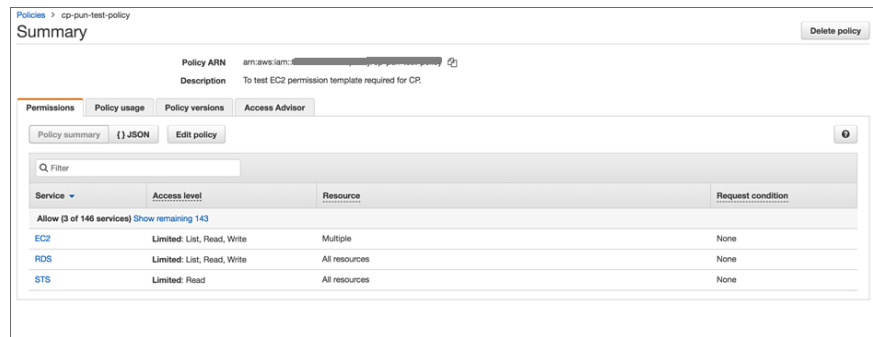 Policies > cp-pun-test-policy
Summary
Delete policy
Policy ARN arn:aws:iam::
Description To test EC2 permission template required for CP.
Permissions Policy usage Policy versions Access Advisor
Policy summary { } JSON Edit policy
Filter
Service Access level Resource Request condition
Allow (3 of 146 services) Show remaining 143
EC2 Limited: List, Read, Write Multiple None
RDS Limited: List, Read, Write All resources None
STS Limited: Read All resources None